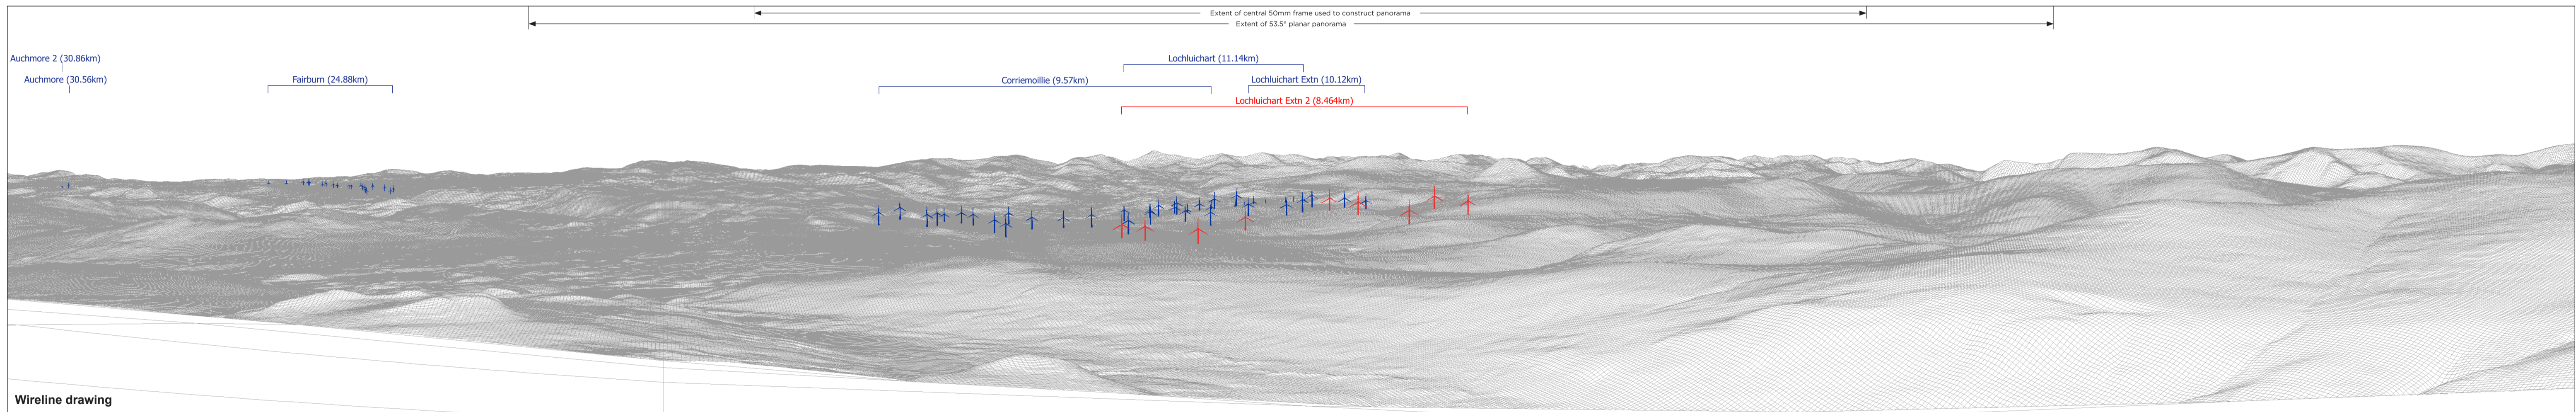 Extent of central 50mm frame used to construct panorama
Extent of 53.5° planar panorama
Auchmore 2 (30.86km)
Auchmore (30.56km)
Fairburn (24.88km)
Corriemoillie (9.57km)
Lochluichart (11.14km)
Lochluichart Extn (10.12km)
Lochluichart Extn 2 (8.464km)
Wireline drawing